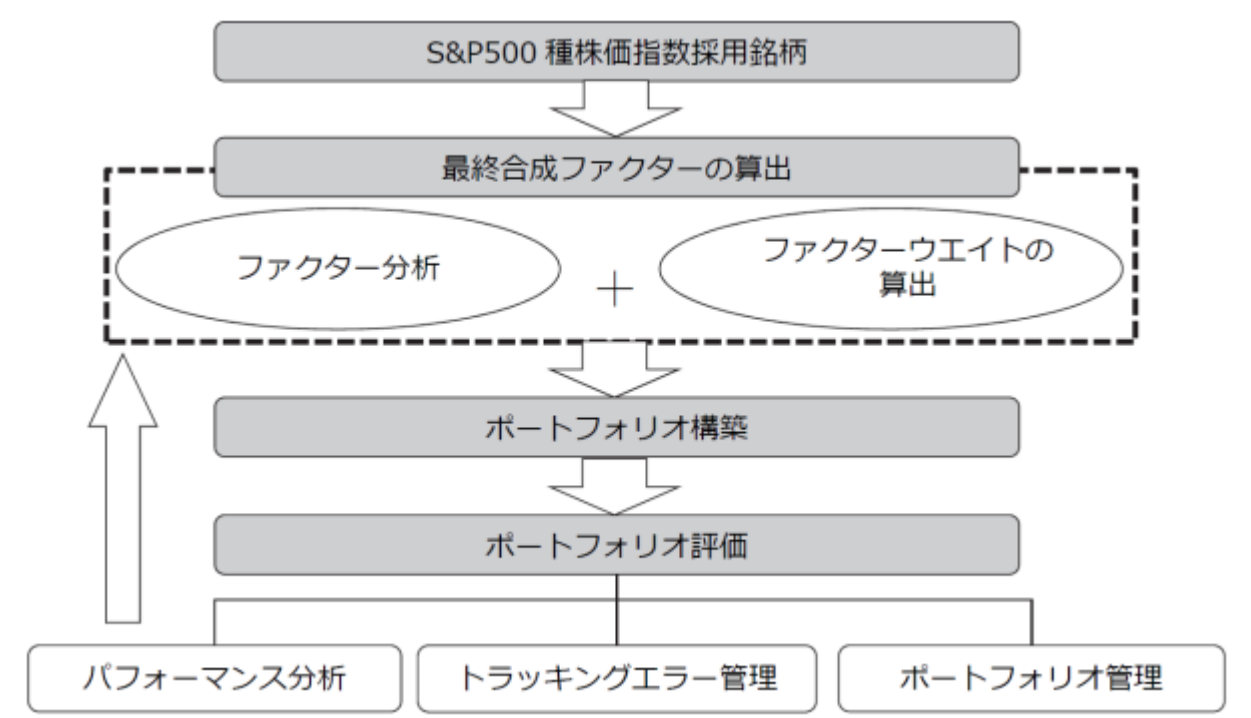 S&P500 種株価指数採用銘柄
最終合成ファクターの算出
ファクター分析
＋
ファクターウエイトの
算出
ポートフォリオ構築
ポートフォリオ評価
パフォーマンス分析
トラッキングエラー管理
ポートフォリオ管理